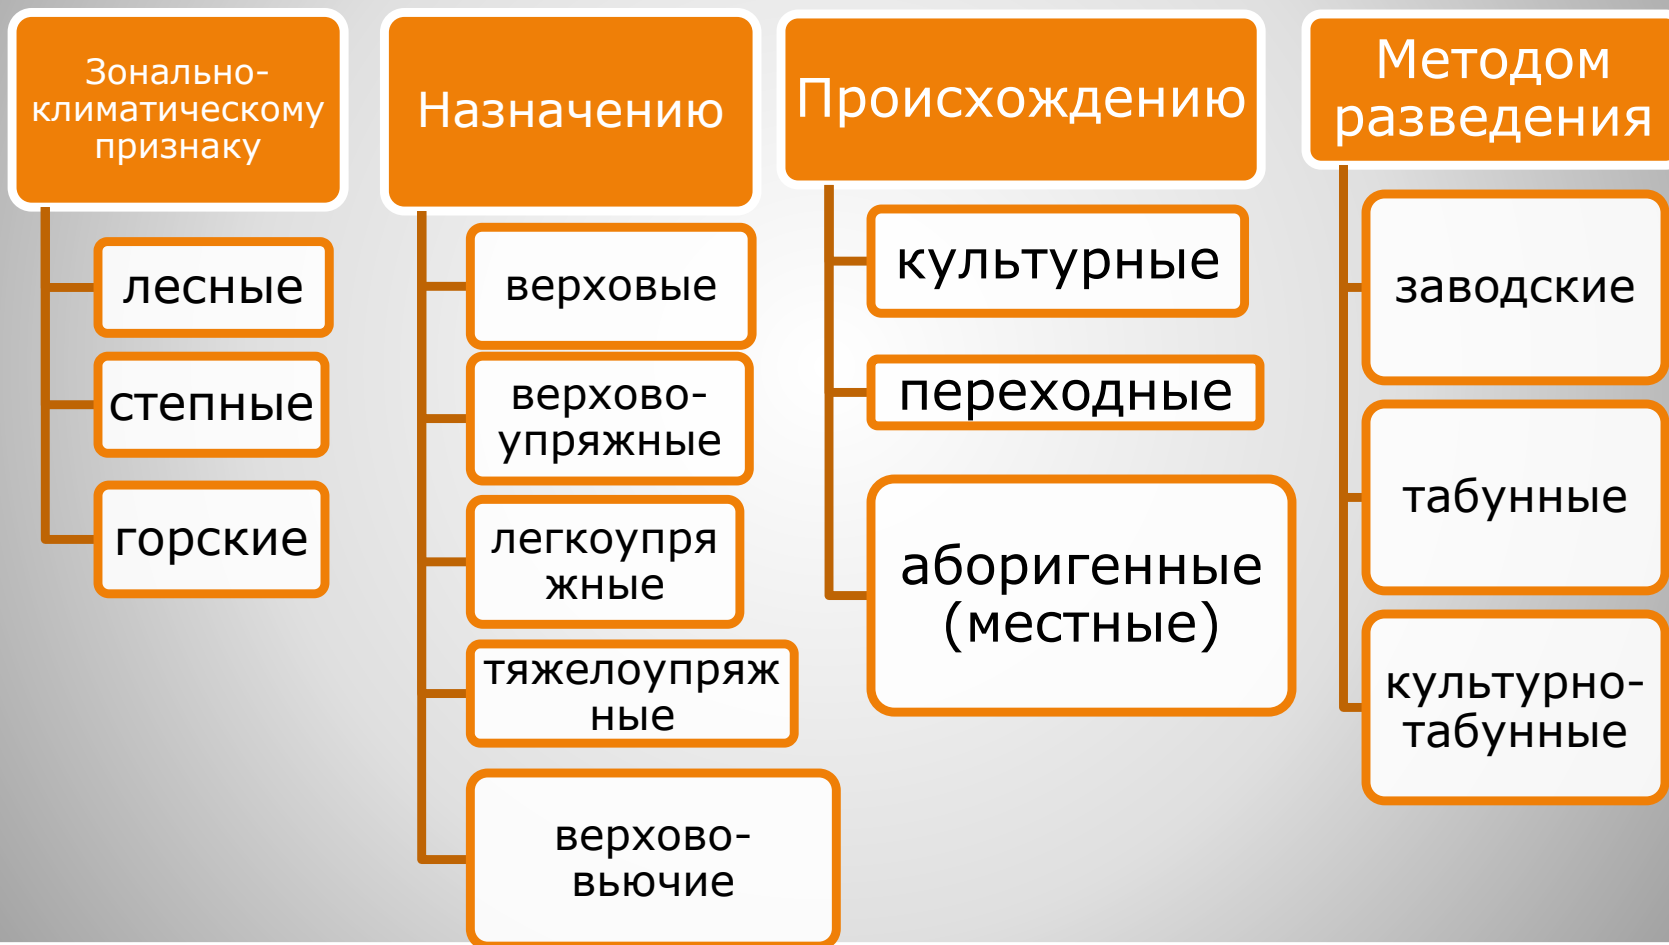 Зонально-
климатическому
признаку
лесные
степные
горские
Назначению
верховые
верхово-
упряжные
легкоупря
жные
тяжелоупряж
ные
верхово-
вьючие
Происхождению
культурные
переходные
аборигенные
(местные)
Методом
разведения
заводские
табунные
культурно-
табунные